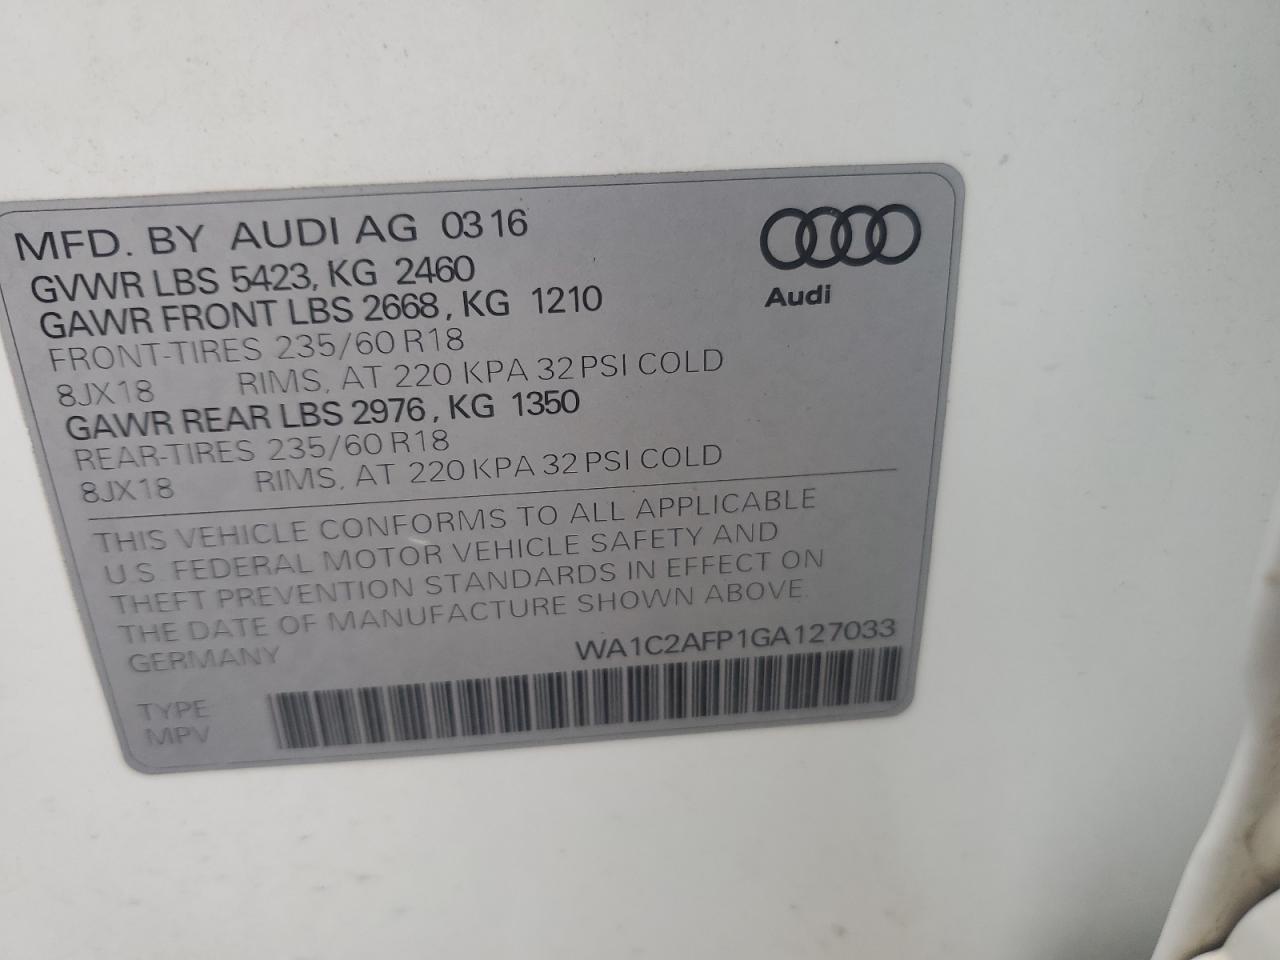 MFD. BY AUDI AG 0316
GVWR LBS 5423, KG 2460
GAWR FRONT LBS 2668, KG 1210
FRONT-TIRES 235/60 R18
8JX18 RIMS, AT 220 KPA 32 PSI COLD
GAWR REAR LBS 2976, KG 1350
REAR-TIRES 235/60 R18
8JX18 RIMS, AT 220 KPA 32 PSI COLD
Audi
THIS VEHICLE CONFORMS TO ALL APPLICABLE
U.S. FEDERAL MOTOR VEHICLE SAFETY AND
THEFT PREVENTION STANDARDS IN EFFECT ON
THE DATE OF MANUFACTURE SHOWN ABOVE.
GERMANY WA1C2AFP1GA127033
TYPE
MPV